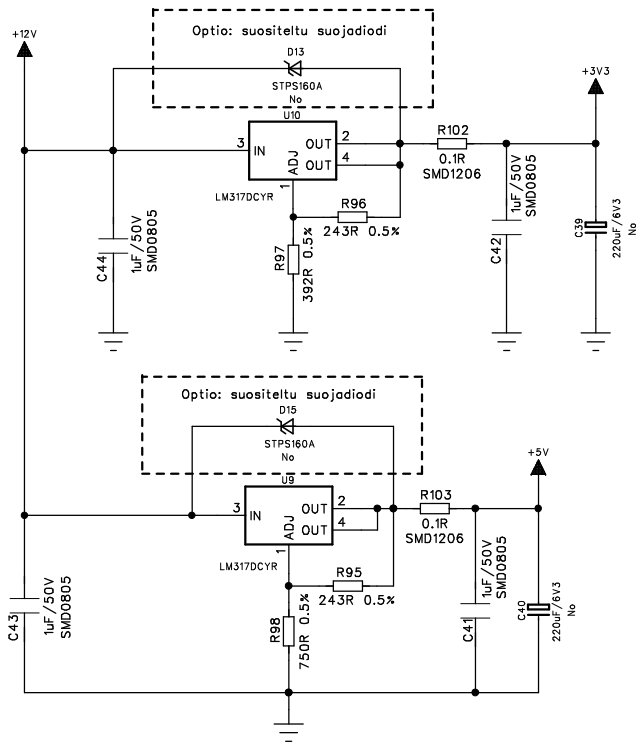 Optio: suositeltu suojadiodi
+12V
D13
STPS160A
No
+3V3
U10
3 IN OUT 2
OUT 4
ADJ
1
LM317DCYR
R102
0.1R
SMD1206
R96
243R 0.5%
R97
392R 0.5%
C44
1uF/50V
SMD0805
C42
1uF/50V
SMD0805
C39
220uF/6V3
No
Optio: suositeltu suojadiodi
D15
STPS160A
No
+5V
U9
3 IN OUT 2
OUT 4
ADJ
1
LM317DCYR
R103
0.1R
SMD1206
R95
243R 0.5%
R98
750R 0.5%
C43
1uF/50V
SMD0805
C41
1uF/50V
SMD0805
C40
220uF/6V3
No